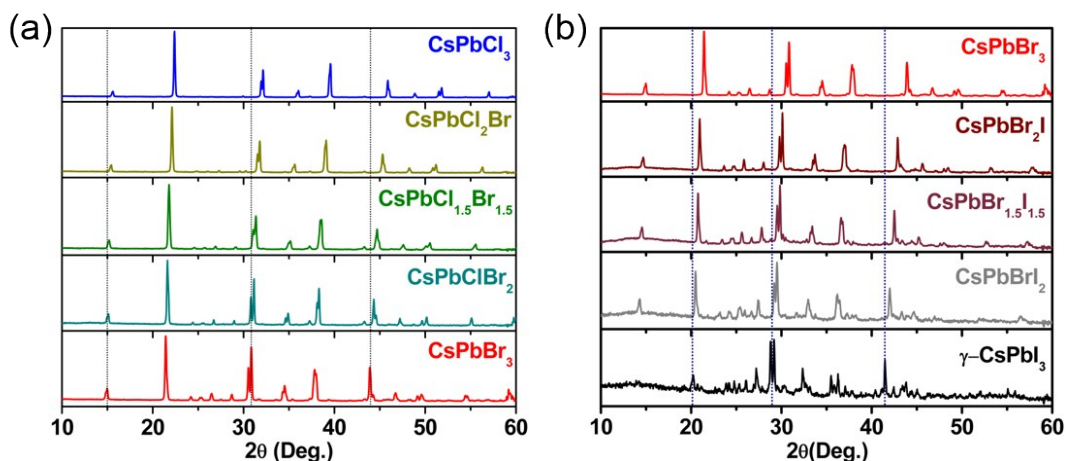 (a)
CsPbCl₃
CsPbCl₂Br
CsPbCl₁.₅Br₁.₅
CsPbClBr₂
CsPbBr₃
10 20 30 40 50 60
2θ (Deg.)
(b)
CsPbBr₃
CsPbBr₂I
CsPbBr₁.₅I₁.₅
CsPbBrI₂
γ−CsPbI₃
10 20 30 40 50 60
2θ(Deg.)